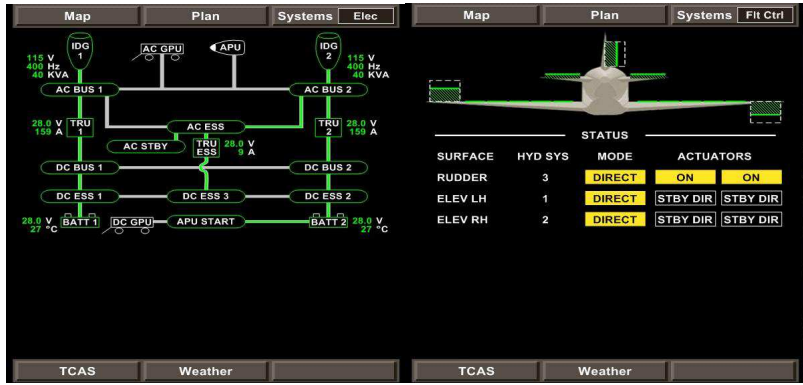 Map Plan Systems Elec
IDG 1
AC GPU
APU
IDG 2
115 V
400 Hz
40 KVA
115 V
400 Hz
40 KVA
AC BUS 1
AC BUS 2
28.0 V
159 A
TRU 1
AC ESS
AC STBY
TRU ESS
28.0 V
9 A
28.0 V
159 A
TRU 2
DC BUS 1
DC BUS 2
DC ESS 1
DC ESS 3
DC ESS 2
28.0 V
27 °C
BATT 1
DC GPU
APU START
BATT 2
28.0 V
27 °C
TCAS Weather
Map Plan Systems Flt Ctrl
STATUS
SURFACE HYD SYS MODE ACTUATORS
RUDDER 3 DIRECT ON ON
ELEV LH 1 DIRECT STBY DIR STBY DIR
ELEV RH 2 DIRECT STBY DIR STBY DIR
TCAS Weather